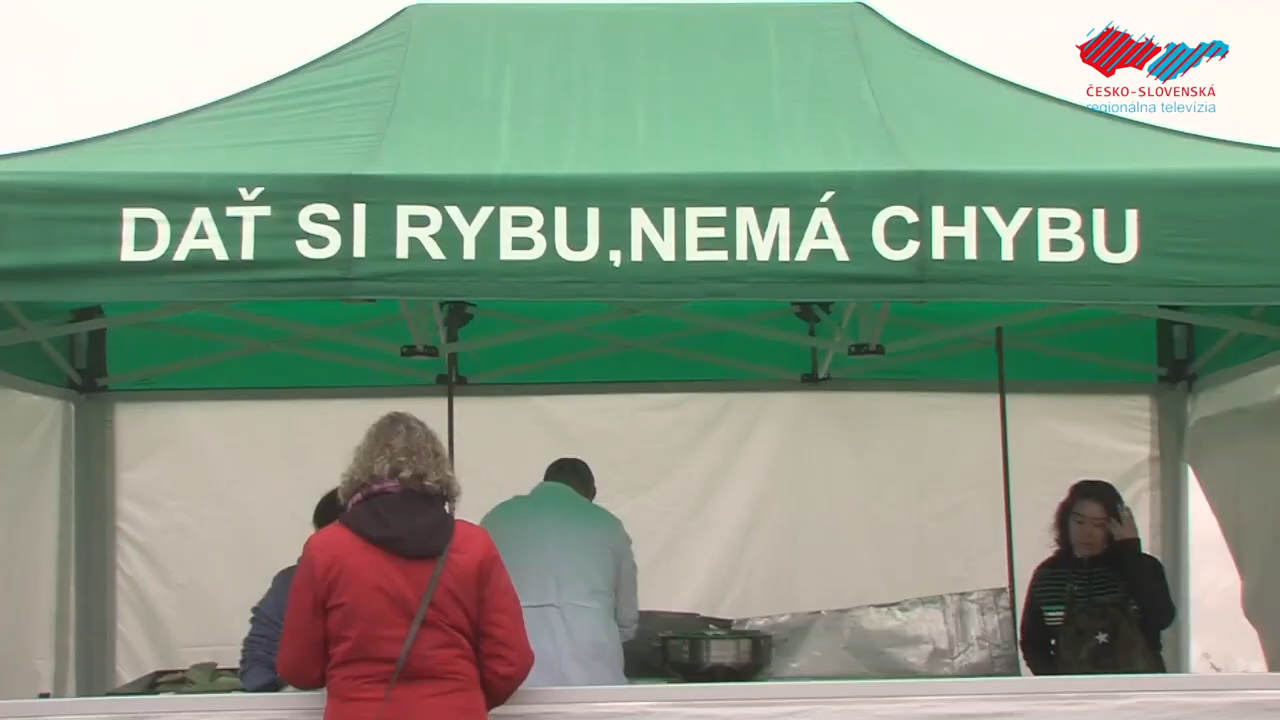 ČESKO-SLOVENSKÁ
regionálna televízia
DAŤ SI RYBU,NEMÁ CHYBU